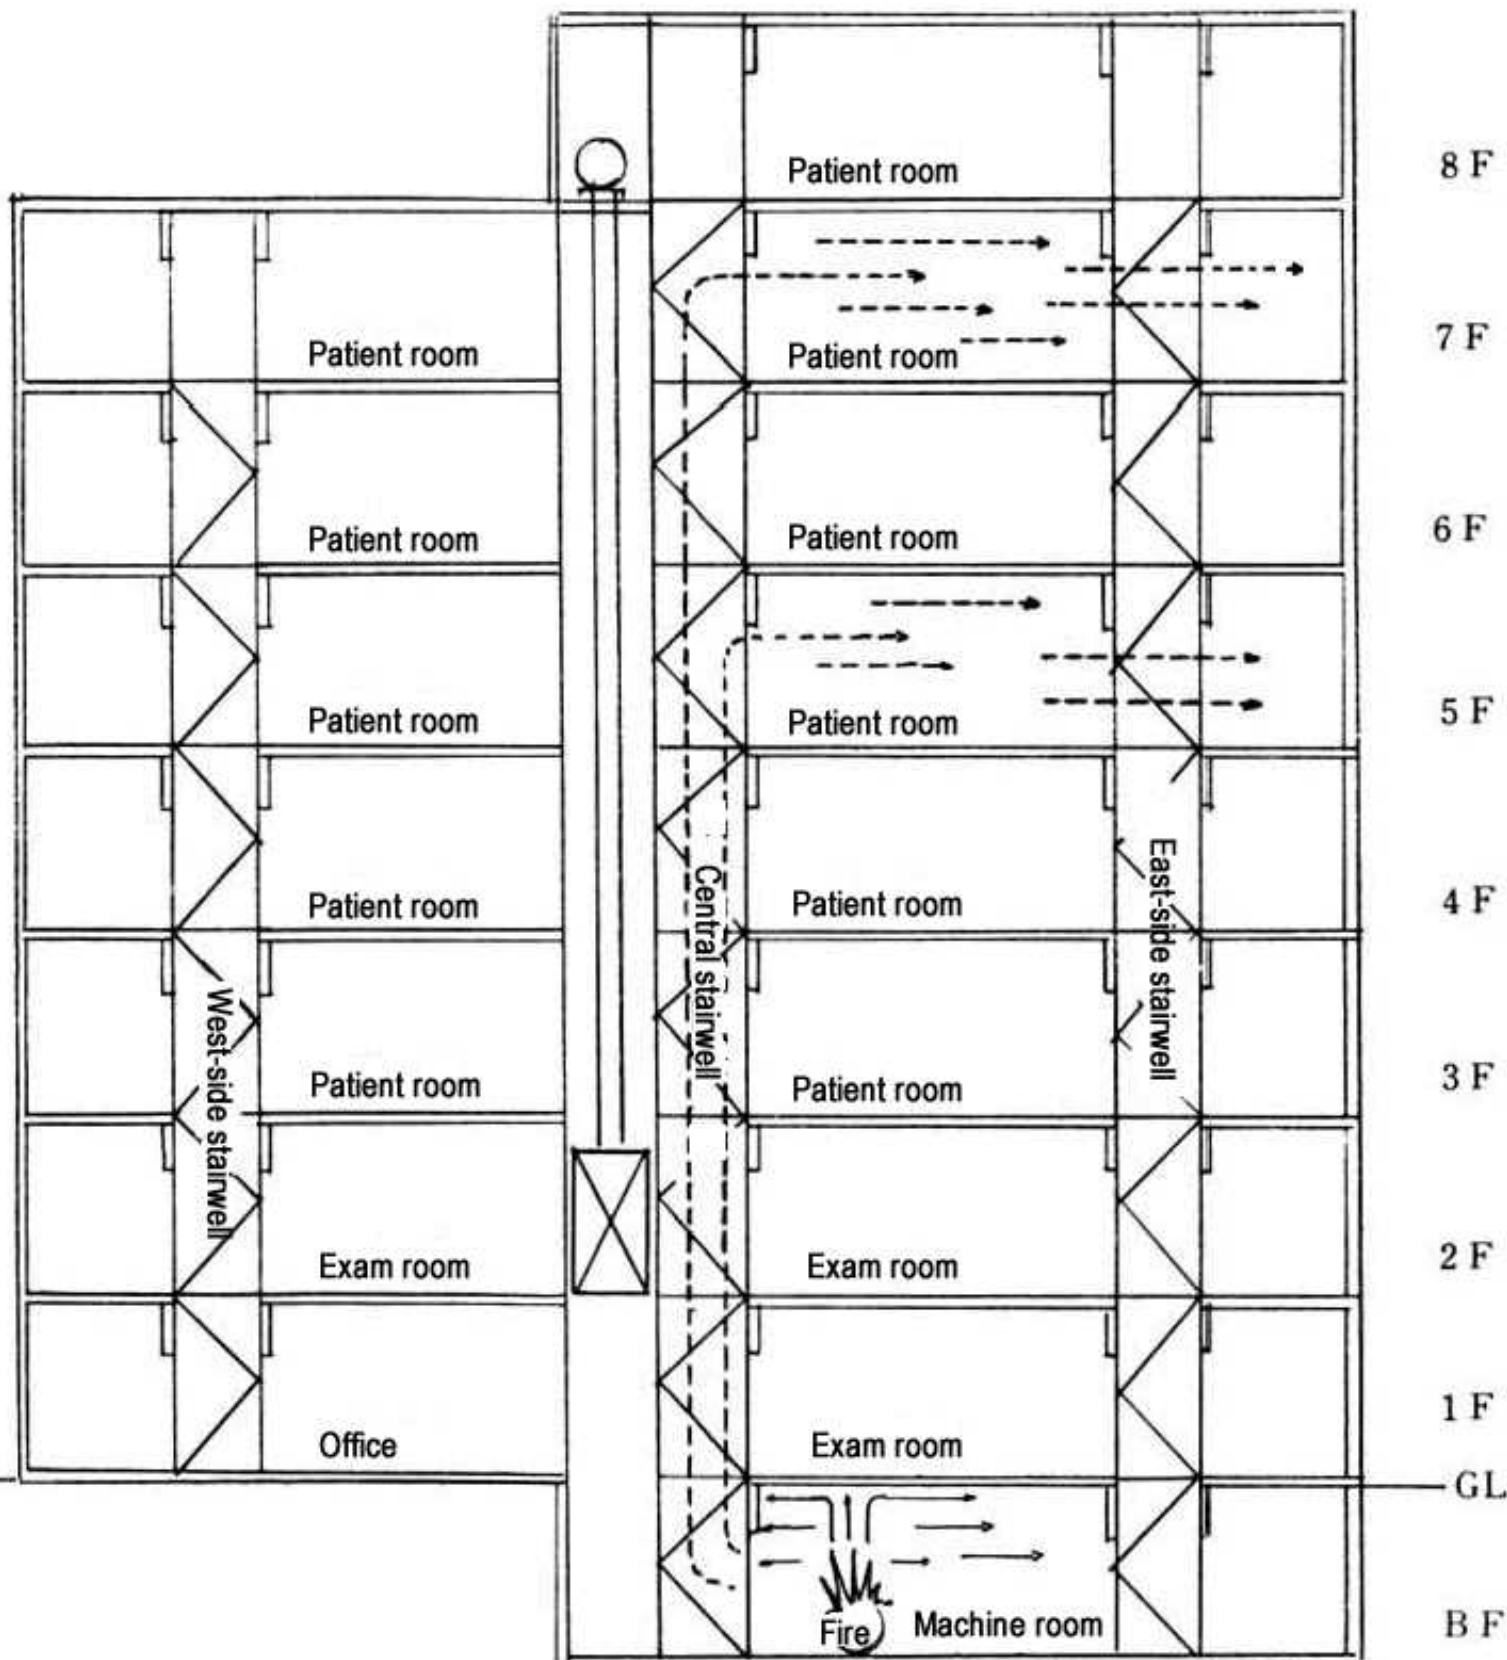 Patient room
8 F
Patient room
Patient room
7 F
Patient room
Patient room
6 F
Patient room
Patient room
5 F
Patient room
Patient room
4 F
Central stairwell
East-side stairwell
West-side stairwell
Patient room
Patient room
3 F
Exam room
Exam room
2 F
Office
Exam room
1 F
GL
Fire
Machine room
B F